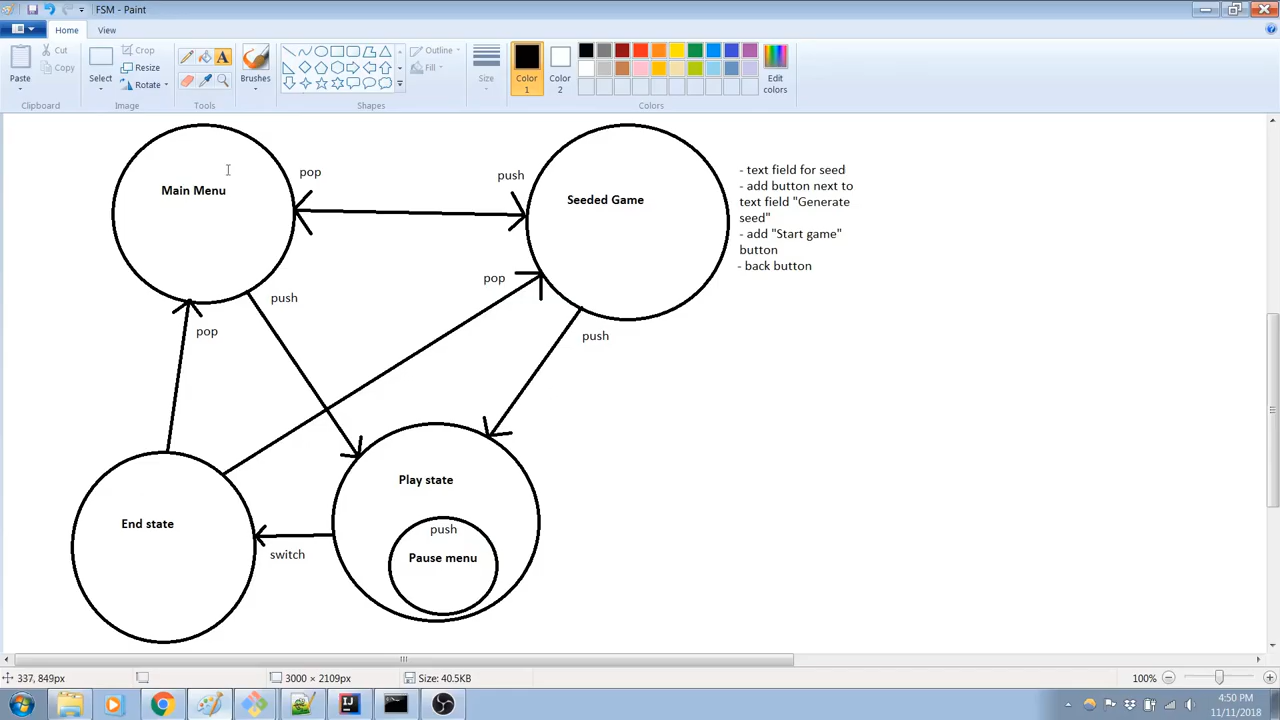 FSM - Paint
Home
View
Paste
Cut
Copy
Clipboard
Select
Crop
Resize
Rotate
Image
A
Tools
Brushes
Outline
Fill
Shapes
Size
Color
1
Color
2
Edit
colors
Colors
Main Menu
pop
push
Seeded Game
- text field for seed
- add button next to
text field "Generate
seed"
- add "Start game"
button
- back button
pop
push
pop
push
End state
switch
Play state
push
Pause menu
337, 849px
3000 × 2109px
Size: 40.5KB
100%
4:50 PM
11/11/2018